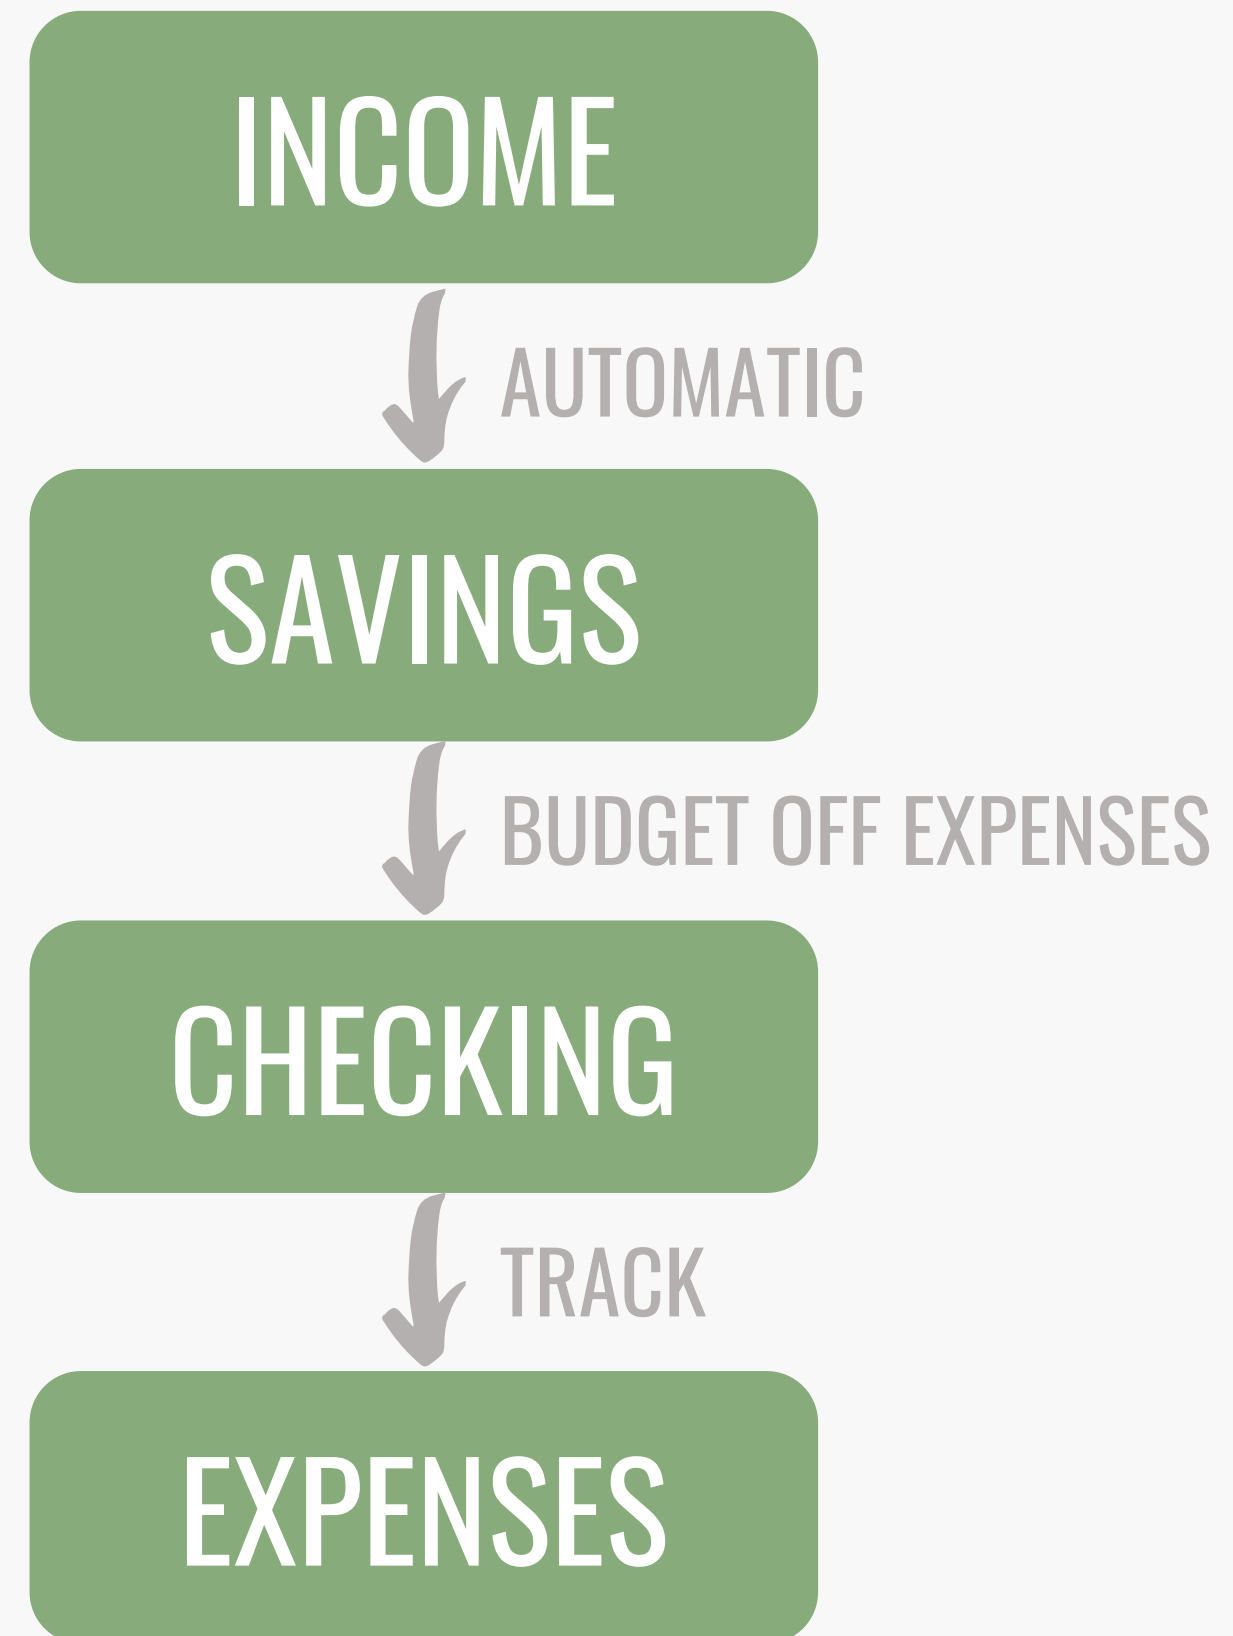 INCOME
AUTOMATIC
SAVINGS
BUDGET OFF EXPENSES
CHECKING
TRACK
EXPENSES